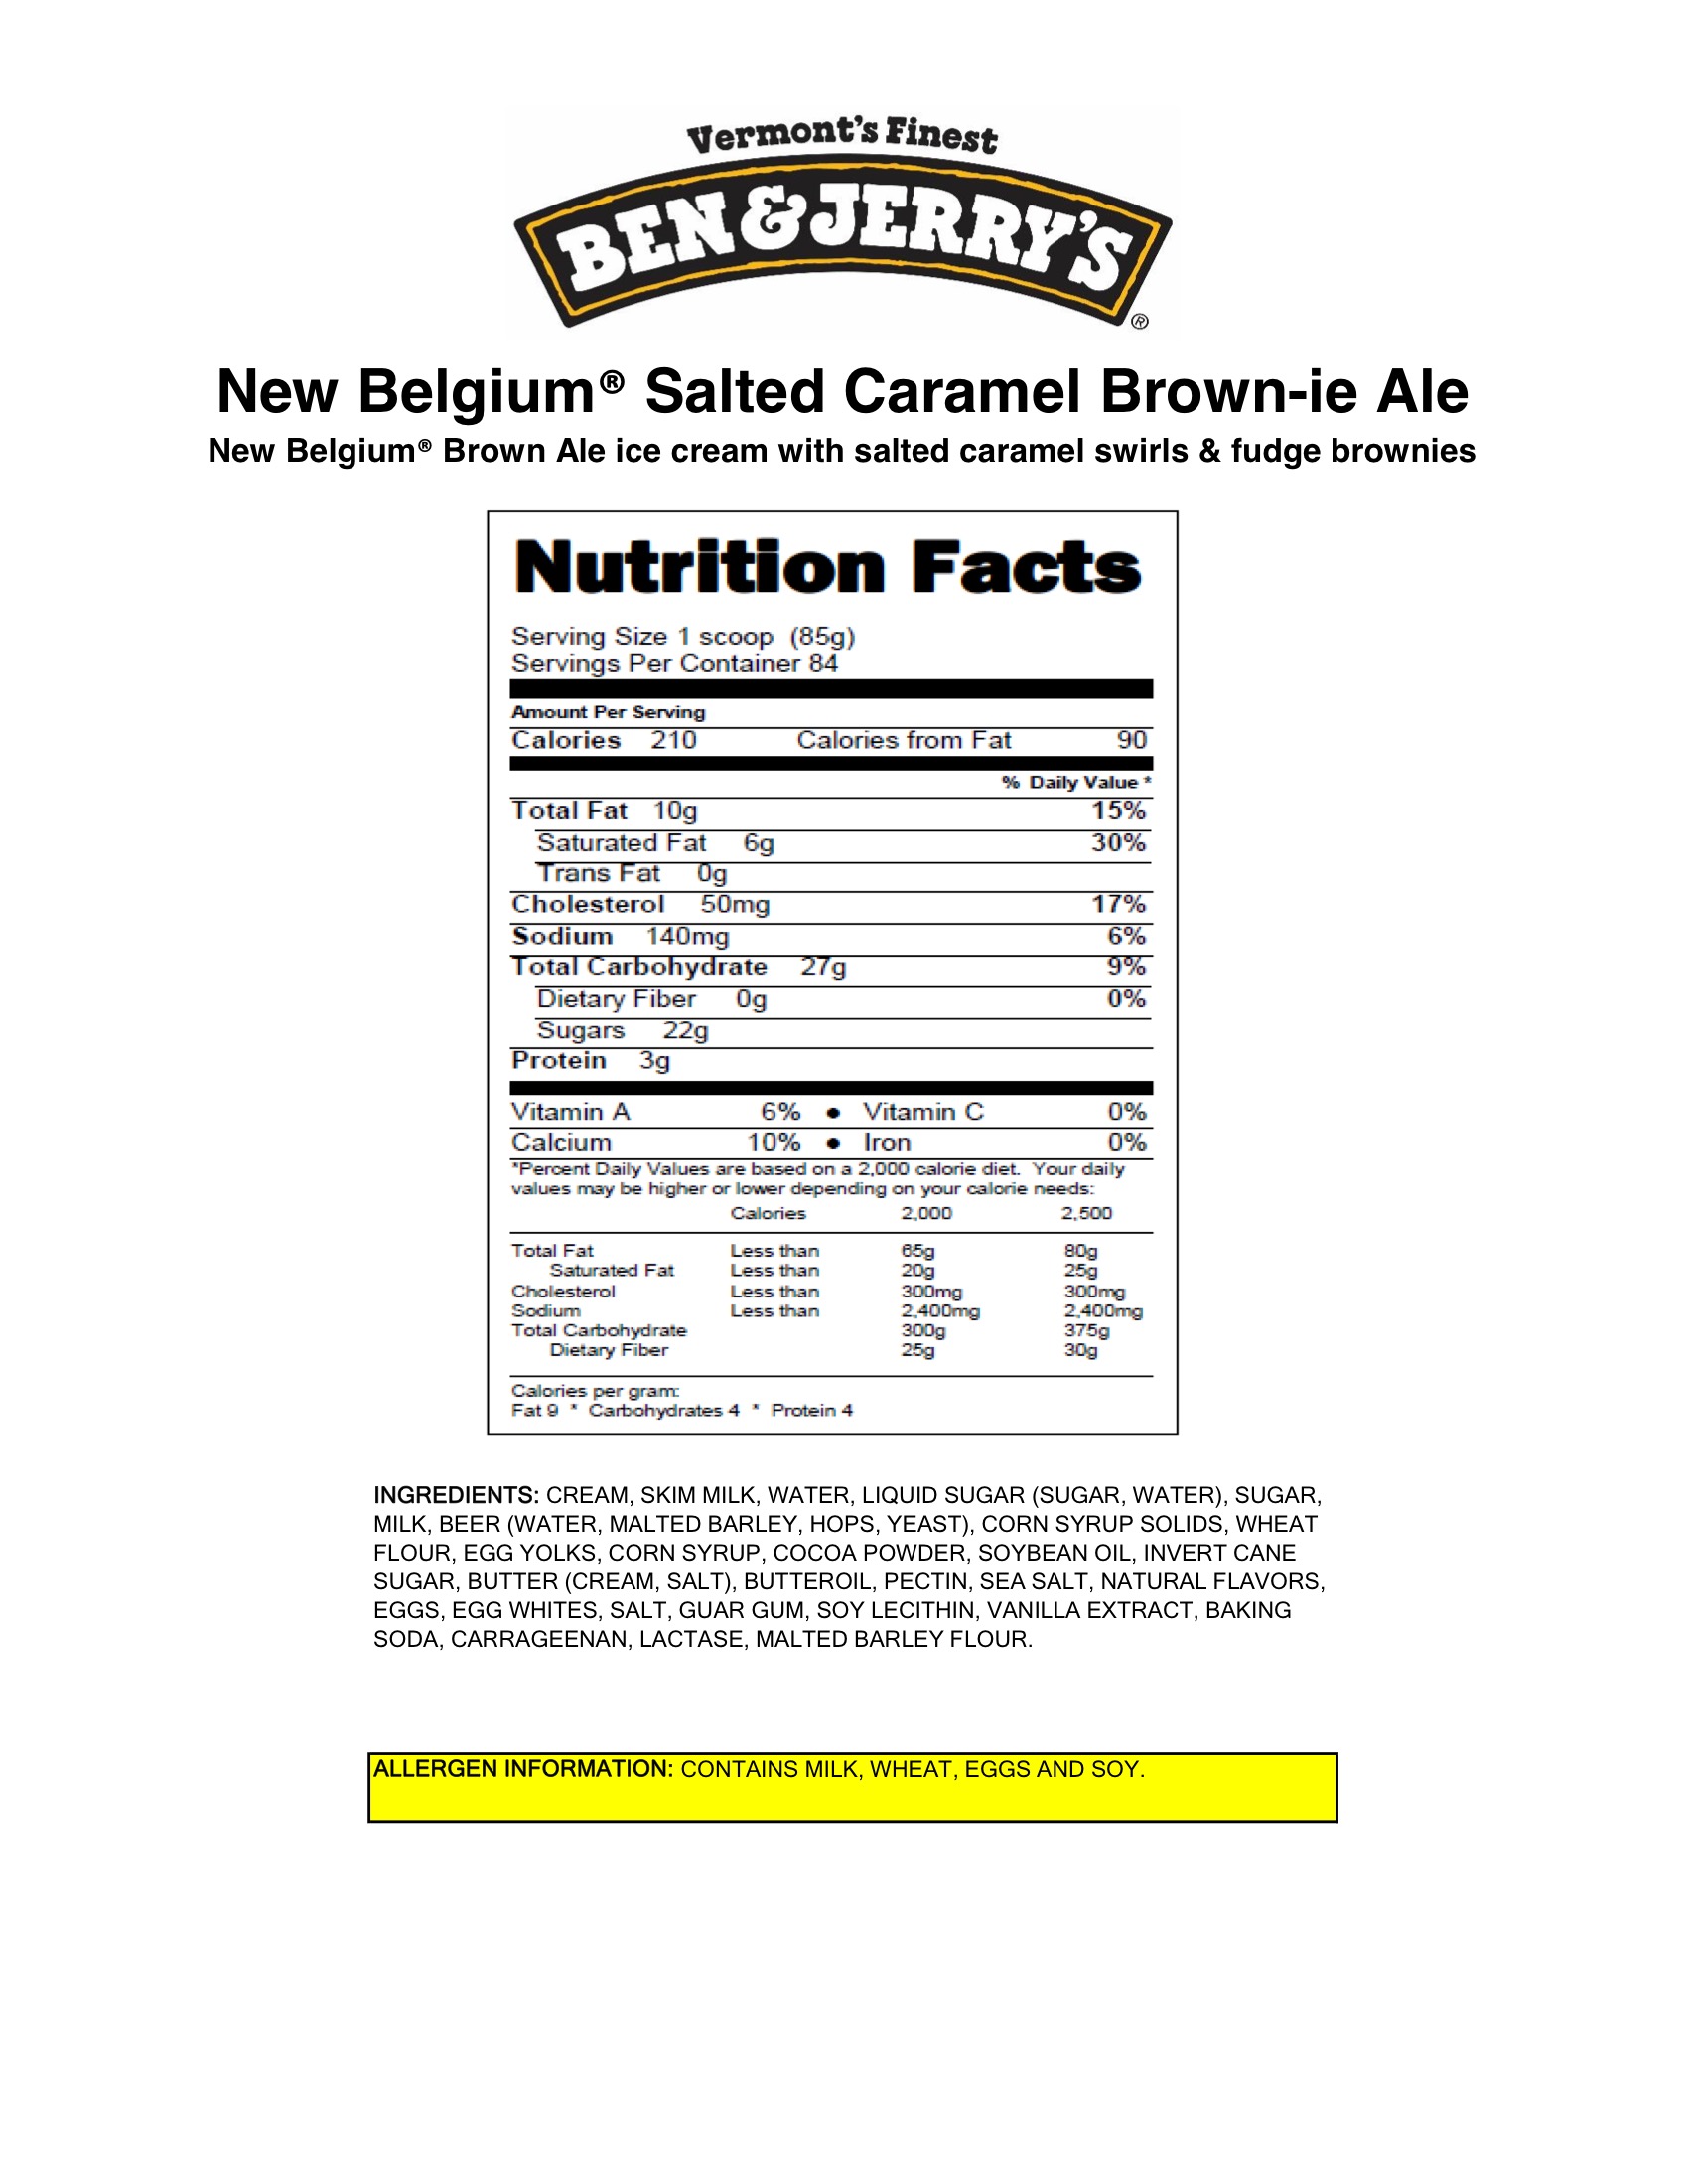 Vermont's Finest
BEN & JERRY'S
®
New Belgium® Salted Caramel Brown-ie Ale
New Belgium® Brown Ale ice cream with salted caramel swirls & fudge brownies
Nutrition Facts
Serving Size 1 scoop (85g)
Servings Per Container 84
Amount Per Serving
Calories 210 Calories from Fat 90
% Daily Value *
Total Fat 10g 15%
Saturated Fat 6g 30%
Trans Fat 0g
Cholesterol 50mg 17%
Sodium 140mg 6%
Total Carbohydrate 27g 9%
Dietary Fiber 0g 0%
Sugars 22g
Protein 3g
Vitamin A 6% • Vitamin C 0%
Calcium 10% • Iron 0%
*Percent Daily Values are based on a 2,000 calorie diet. Your daily
values may be higher or lower depending on your calorie needs:
Calories 2,000 2,500
Total Fat Less than 65g 80g
Saturated Fat Less than 20g 25g
Cholesterol Less than 300mg 300mg
Sodium Less than 2,400mg 2,400mg
Total Carbohydrate 300g 375g
Dietary Fiber 25g 30g
Calories per gram:
Fat 9 * Carbohydrates 4 * Protein 4
INGREDIENTS: CREAM, SKIM MILK, WATER, LIQUID SUGAR (SUGAR, WATER), SUGAR,
MILK, BEER (WATER, MALTED BARLEY, HOPS, YEAST), CORN SYRUP SOLIDS, WHEAT
FLOUR, EGG YOLKS, CORN SYRUP, COCOA POWDER, SOYBEAN OIL, INVERT CANE
SUGAR, BUTTER (CREAM, SALT), BUTTEROIL, PECTIN, SEA SALT, NATURAL FLAVORS,
EGGS, EGG WHITES, SALT, GUAR GUM, SOY LECITHIN, VANILLA EXTRACT, BAKING
SODA, CARRAGEENAN, LACTASE, MALTED BARLEY FLOUR.
ALLERGEN INFORMATION: CONTAINS MILK, WHEAT, EGGS AND SOY.